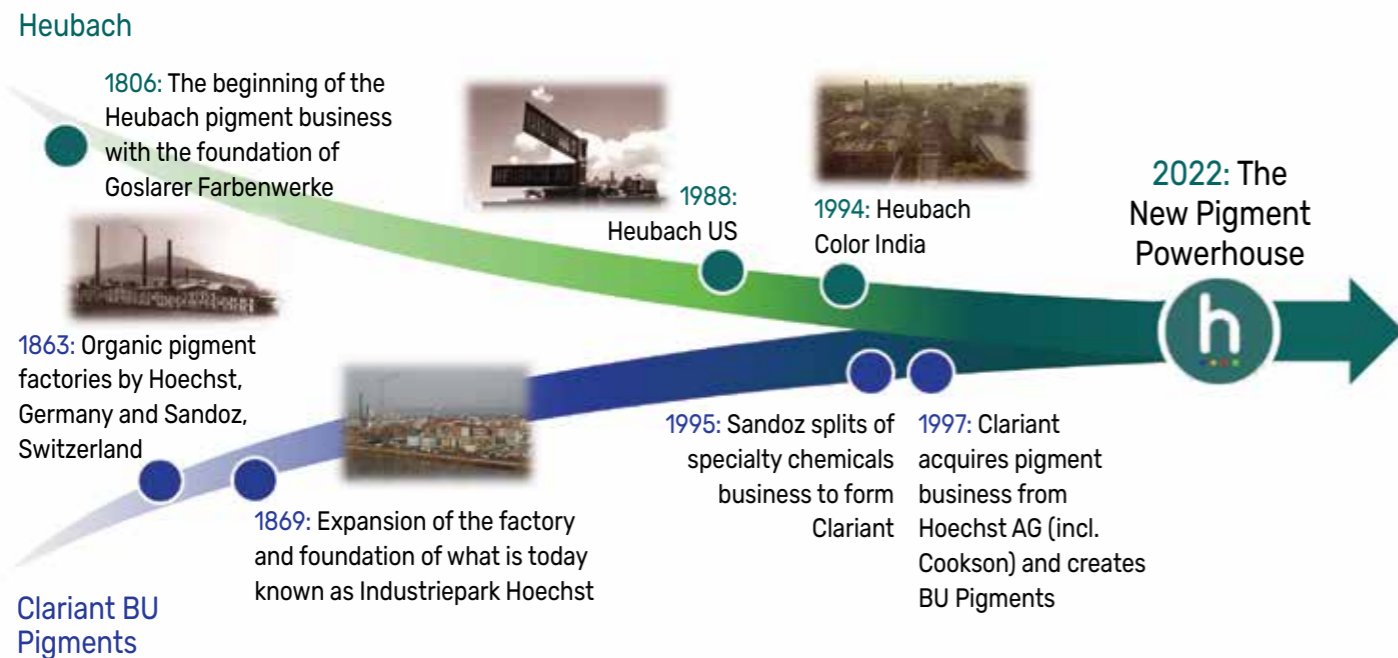 Heubach
1806: The beginning of the
Heubach pigment business
with the foundation of
Goslarer Farbenwerke
1988:
Heubach US
1994: Heubach
Color India
2022: The
New Pigment
Powerhouse
h
1863: Organic pigment
factories by Hoechst,
Germany and Sandoz,
Switzerland
1869: Expansion of the factory
and foundation of what is today
known as Industriepark Hoechst
1995: Sandoz splits of
specialty chemicals
business to form
Clariant
1997: Clariant
acquires pigment
business from
Hoechst AG (incl.
Cookson) and creates
BU Pigments
Clariant BU
Pigments